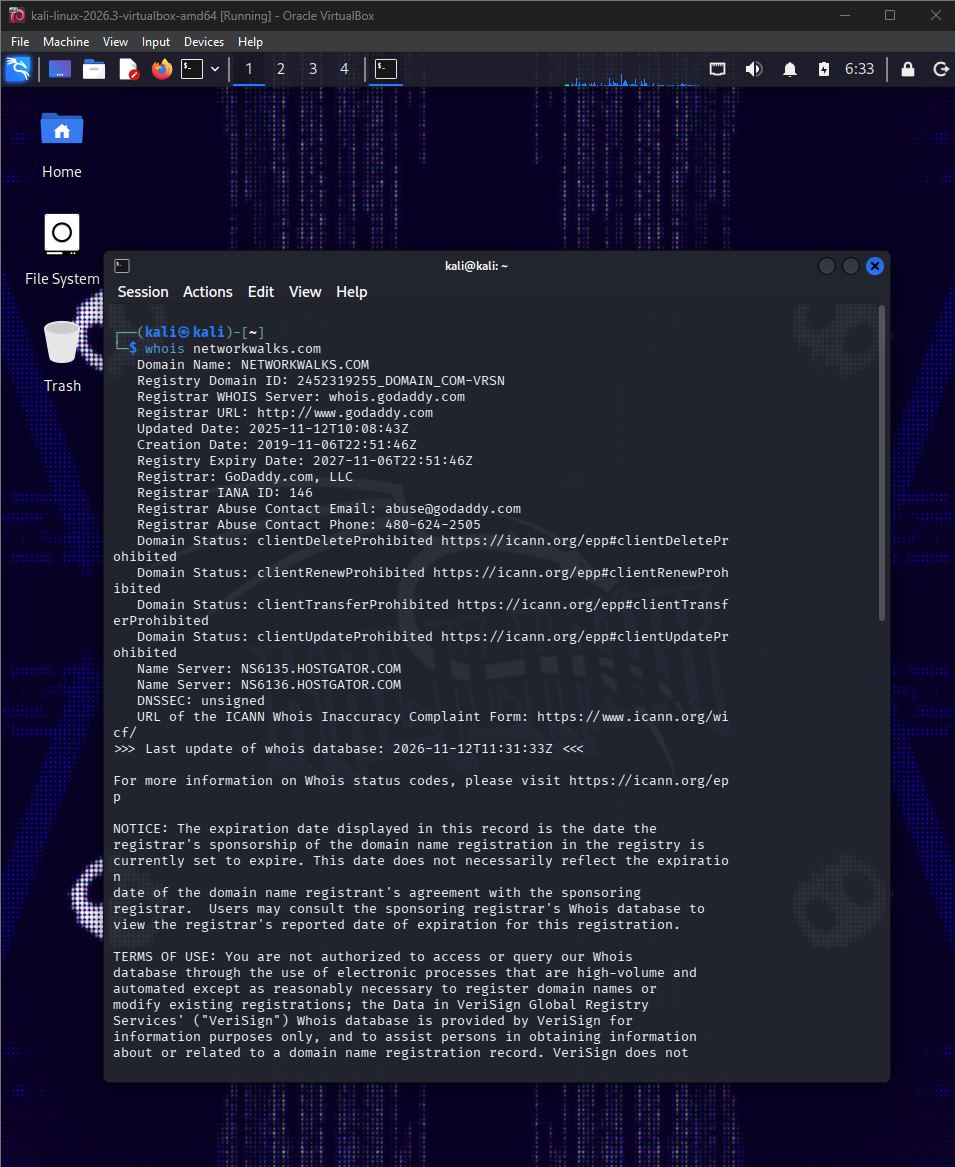 kali-linux-2026.3-virtualbox-amd64 [Running] - Oracle VirtualBox
File Machine View Input Devices Help
1 2 3 4 6:33
Home
File System
Trash
kali@kali: ~
Session Actions Edit View Help
┌──(kali㉿kali)-[~]
└─$ whois networkwalks.com
   Domain Name: NETWORKWALKS.COM
   Registry Domain ID: 2452319255_DOMAIN_COM-VRSN
   Registrar WHOIS Server: whois.godaddy.com
   Registrar URL: http://www.godaddy.com
   Updated Date: 2025-11-12T10:08:43Z
   Creation Date: 2019-11-06T22:51:46Z
   Registry Expiry Date: 2027-11-06T22:51:46Z
   Registrar: GoDaddy.com, LLC
   Registrar IANA ID: 146
   Registrar Abuse Contact Email: abuse@godaddy.com
   Registrar Abuse Contact Phone: 480-624-2505
   Domain Status: clientDeleteProhibited https://icann.org/epp#clientDeletePr
ohibited
   Domain Status: clientRenewProhibited https://icann.org/epp#clientRenewProh
ibited
   Domain Status: clientTransferProhibited https://icann.org/epp#clientTransf
erProhibited
   Domain Status: clientUpdateProhibited https://icann.org/epp#clientUpdatePr
ohibited
   Name Server: NS6135.HOSTGATOR.COM
   Name Server: NS6136.HOSTGATOR.COM
   DNSSEC: unsigned
   URL of the ICANN Whois Inaccuracy Complaint Form: https://www.icann.org/wi
cf/
>>> Last update of whois database: 2026-11-12T11:31:33Z <<<
For more information on Whois status codes, please visit https://icann.org/ep
p
NOTICE: The expiration date displayed in this record is the date the
registrar's sponsorship of the domain name registration in the registry is
currently set to expire. This date does not necessarily reflect the expiratio
n
date of the domain name registrant's agreement with the sponsoring
registrar.  Users may consult the sponsoring registrar's Whois database to
view the registrar's reported date of expiration for this registration.
TERMS OF USE: You are not authorized to access or query our Whois
database through the use of electronic processes that are high-volume and
automated except as reasonably necessary to register domain names or
modify existing registrations; the Data in VeriSign Global Registry
Services' ("VeriSign") Whois database is provided by VeriSign for
information purposes only, and to assist persons in obtaining information
about or related to a domain name registration record. VeriSign does not